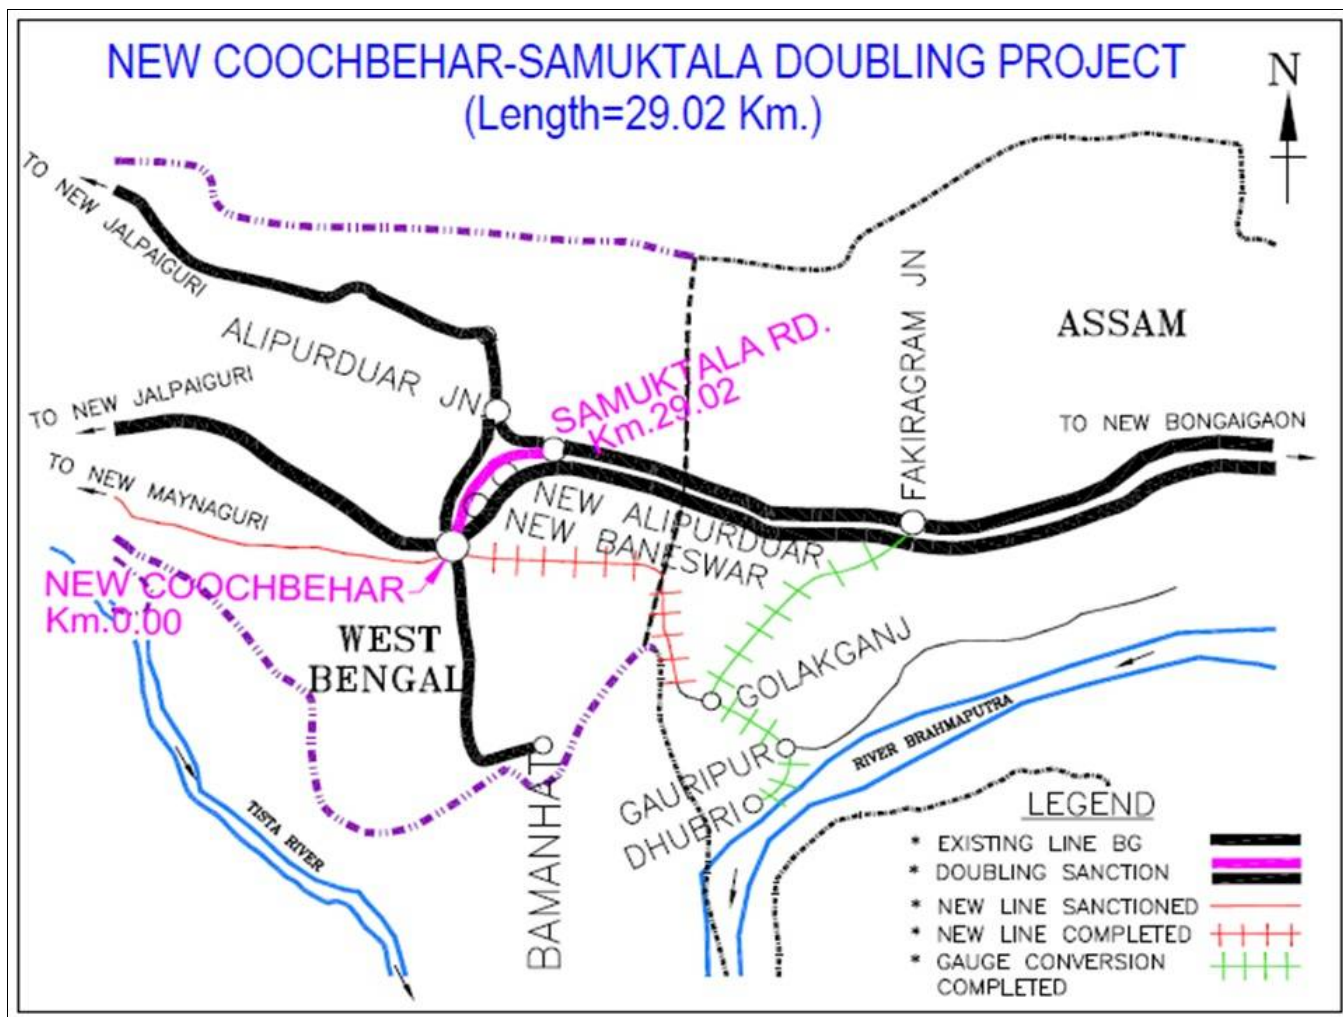 NEW COOCHBEHAR-SAMUKTALA DOUBLING PROJECT
(Length=29.02 Km.)
N
TO NEW JALPAIGURI
ALIPURDUAR JN
SAMUKTALA RD.
Km.29.02
FAKIRAGRAM JN
ASSAM
TO NEW JALPAIGURI
TO NEW BONGAIGAON
TO NEW MAYNAGURI
NEW ALIPURDUAR
NEW BANESWAR
NEW COOCHBEHAR
Km.0.00
WEST
BENGAL
GOLAKGANJ
GAURIPUR
DHUBRI
RIVER BRAHMAPUTRA
TISTA RIVER
BAMANHAT
LEGEND
* EXISTING LINE BG
* DOUBLING SANCTION
* NEW LINE SANCTIONED
* NEW LINE COMPLETED
* GAUGE CONVERSION
COMPLETED